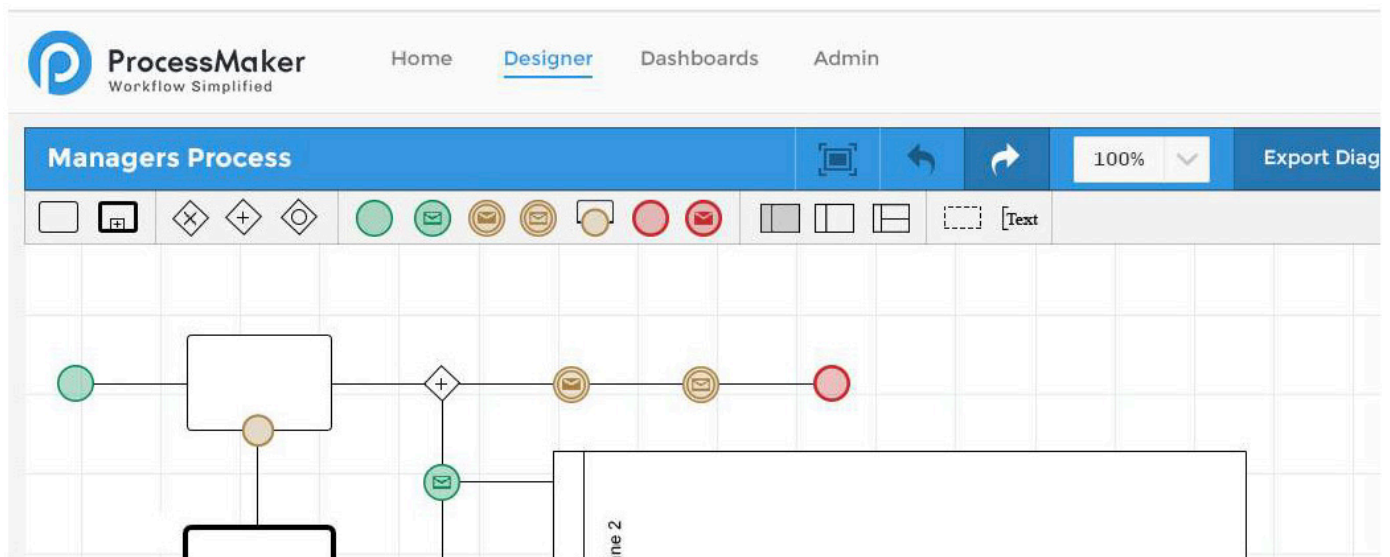 ProcessMaker
Workflow Simplified
Home Designer Dashboards Admin
Managers Process
100%
Export Diag
[Text
ne 2